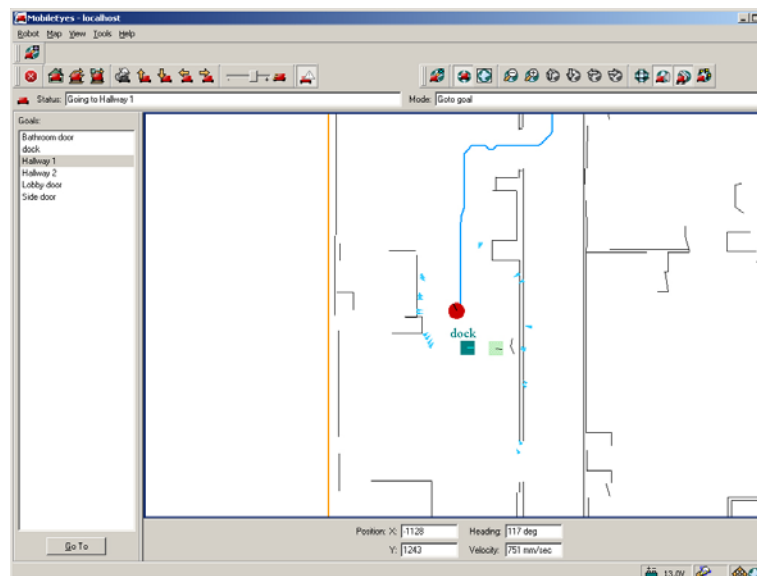 MobileEyes - localhost
Robot Map View Tools Help
Status: Going to Hallway 1 Mode: Goto goal
Goals:
Bathroom door
dock
Hallway 1
Hallway 2
Lobby door
Side door
dock
Go To
Position: X: -1128 Heading: 117 deg
Y: 1243 Velocity: 751 mm/sec
13.0V